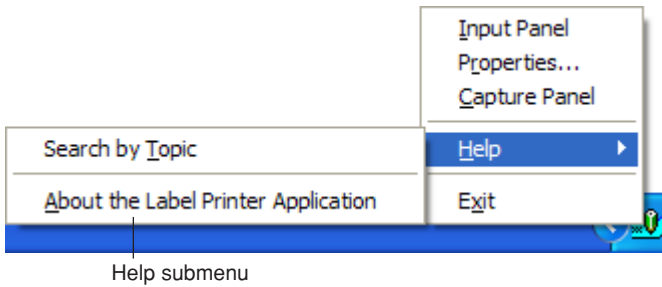 Input Panel
Properties...
Capture Panel
Help
Exit
Search by Topic
About the Label Printer Application
Help submenu